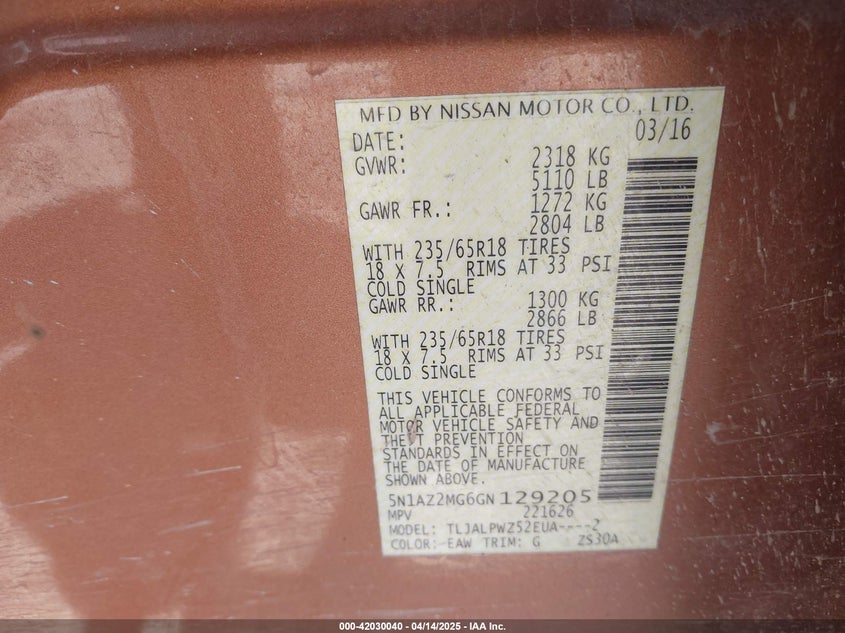 MFD BY NISSAN MOTOR CO., LTD.
DATE: 03/16
GVWR: 2318 KG
5110 LB
GAWR FR.: 1272 KG
2804 LB
WITH 235/65R18 TIRES
18 X 7.5 RIMS AT 33 PSI
COLD SINGLE
GAWR RR.: 1300 KG
2866 LB
WITH 235/65R18 TIRES
18 X 7.5 RIMS AT 33 PSI
COLD SINGLE
THIS VEHICLE CONFORMS TO
ALL APPLICABLE FEDERAL
MOTOR VEHICLE SAFETY AND
THEFT PREVENTION
STANDARDS IN EFFECT ON
THE DATE OF MANUFACTURE
SHOWN ABOVE.
5N1AZ2MG6GN129205
MPV 221626
MODEL: TLJALPWZ52EUA----2
COLOR: EAW TRIM: G ZS30A
000-42030040 / 04/14/2025 - IAA Inc.